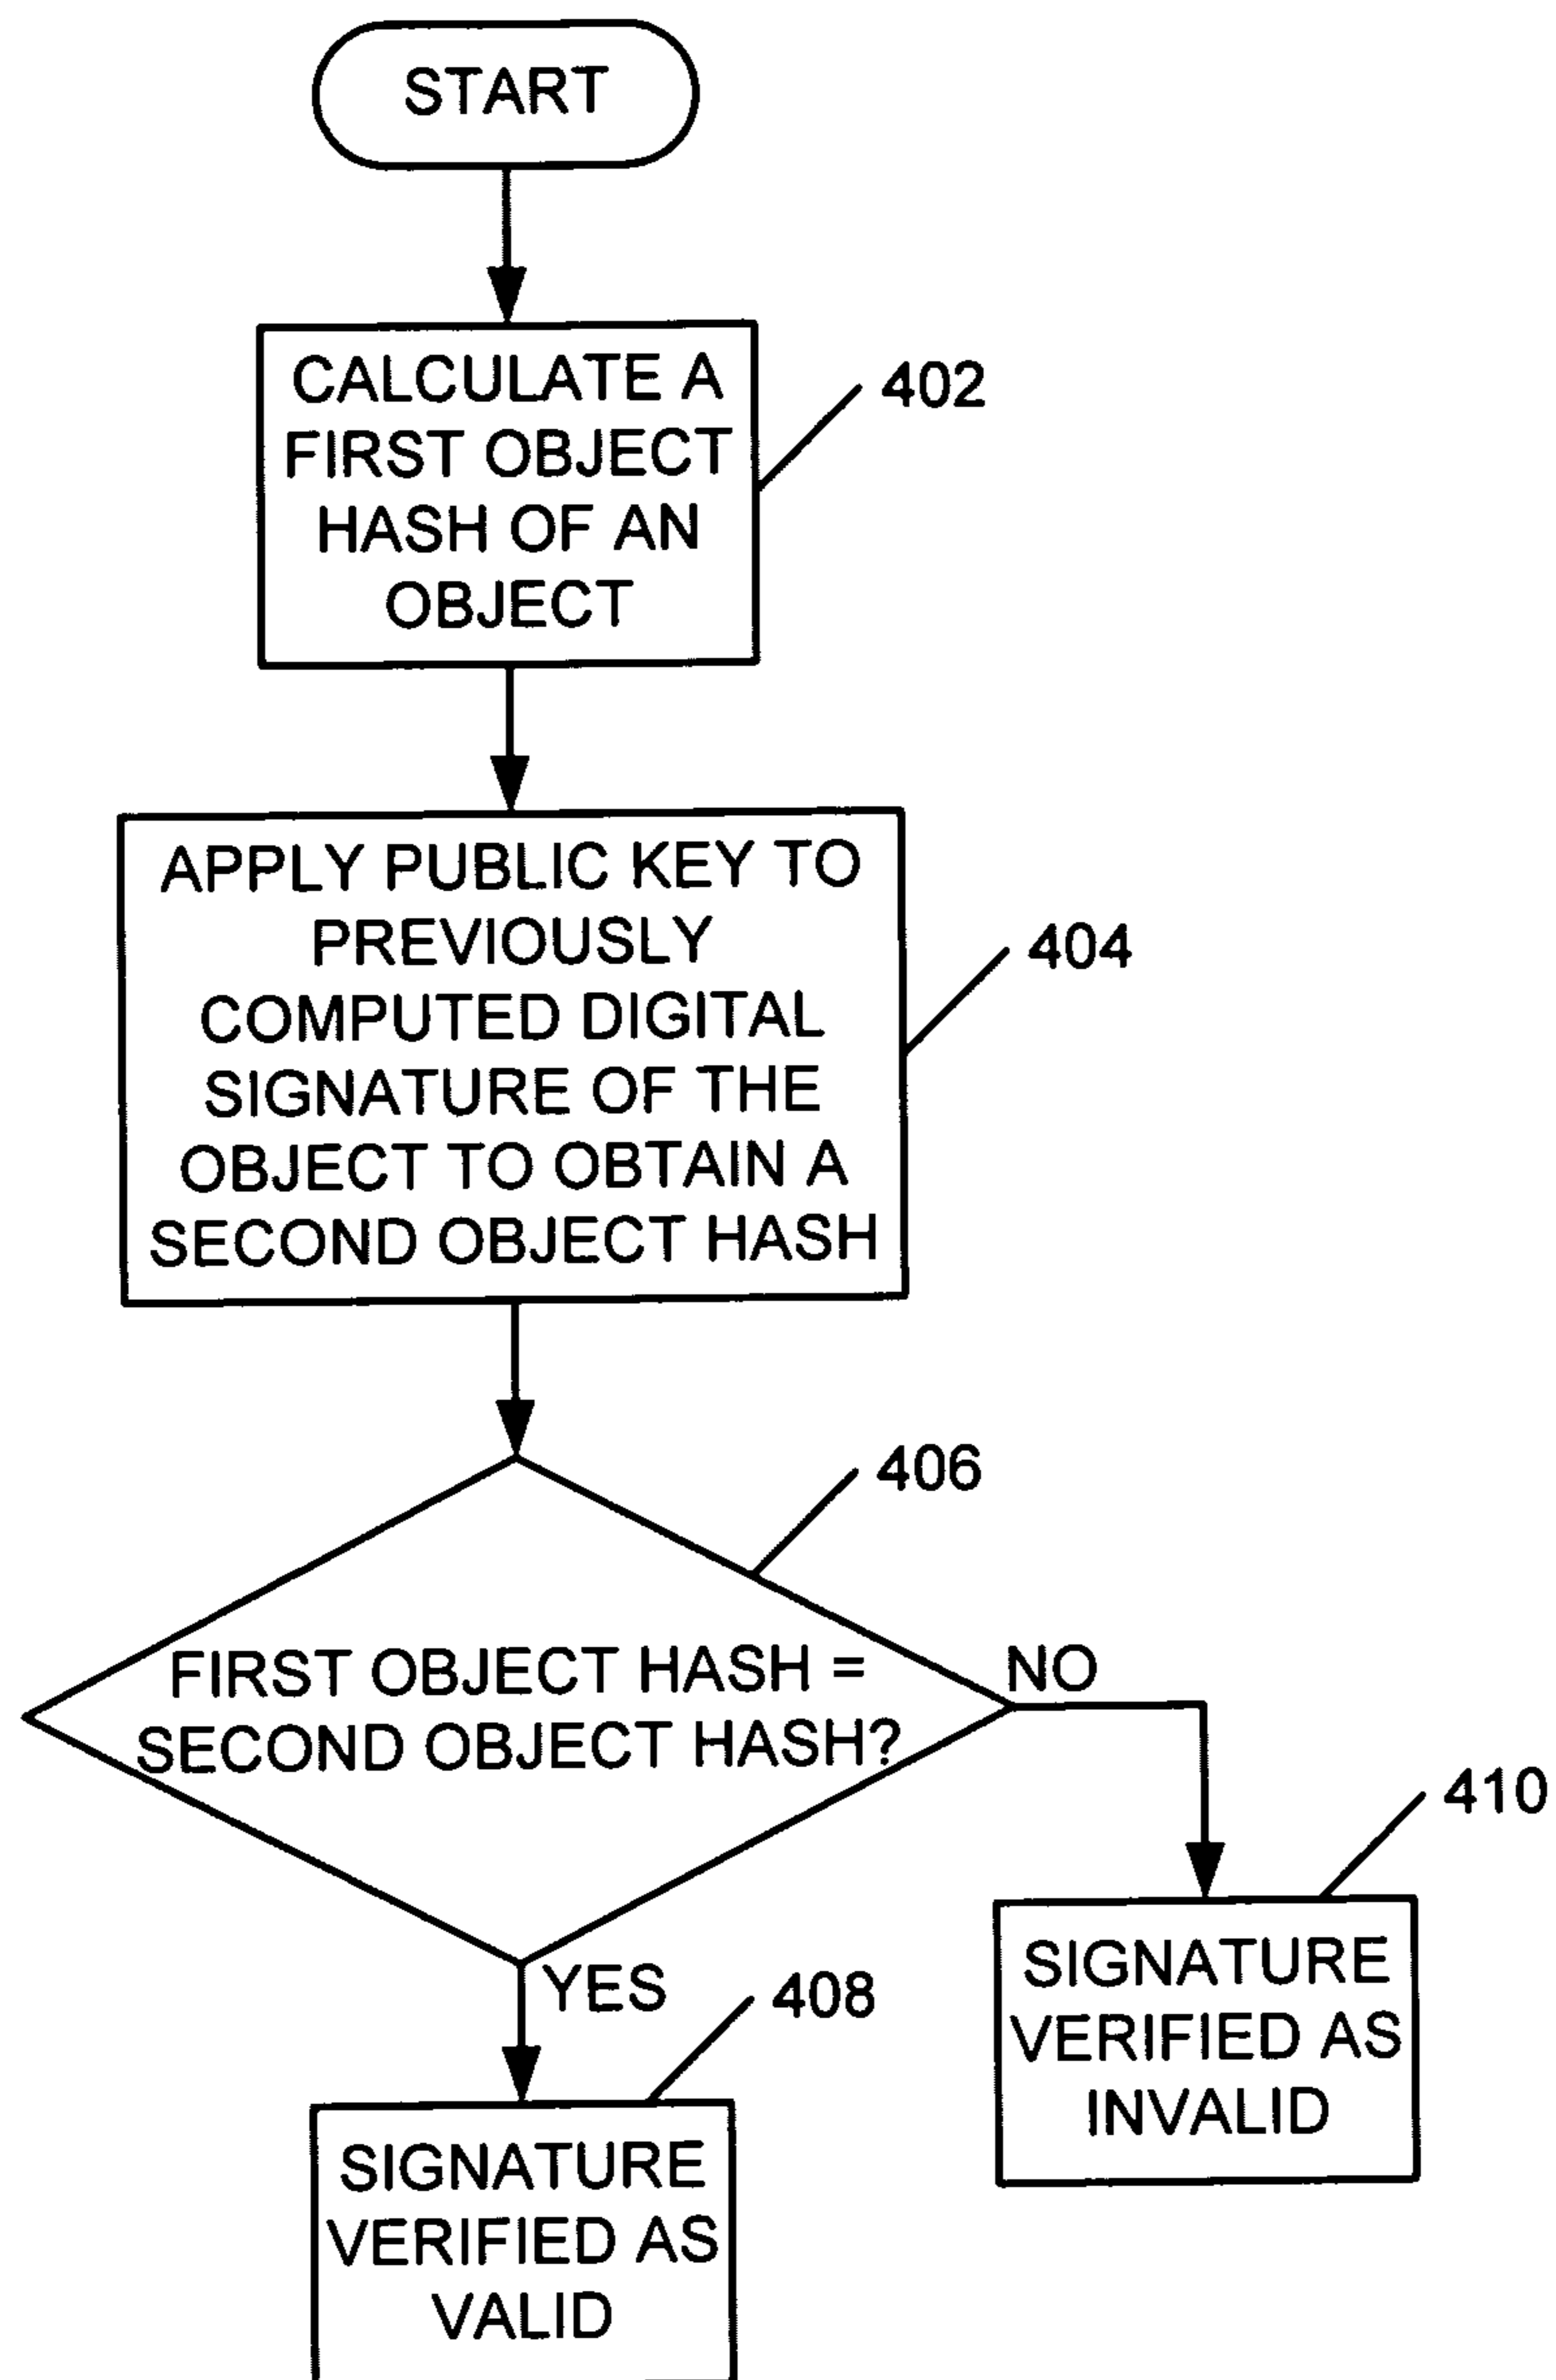 START
CALCULATE A
FIRST OBJECT
HASH OF AN
OBJECT
402
APPLY PUBLIC KEY TO
PREVIOUSLY
COMPUTED DIGITAL
SIGNATURE OF THE
OBJECT TO OBTAIN A
SECOND OBJECT HASH
404
406
FIRST OBJECT HASH =
SECOND OBJECT HASH?
NO
YES
408
SIGNATURE
VERIFIED AS
VALID
410
SIGNATURE
VERIFIED AS
INVALID